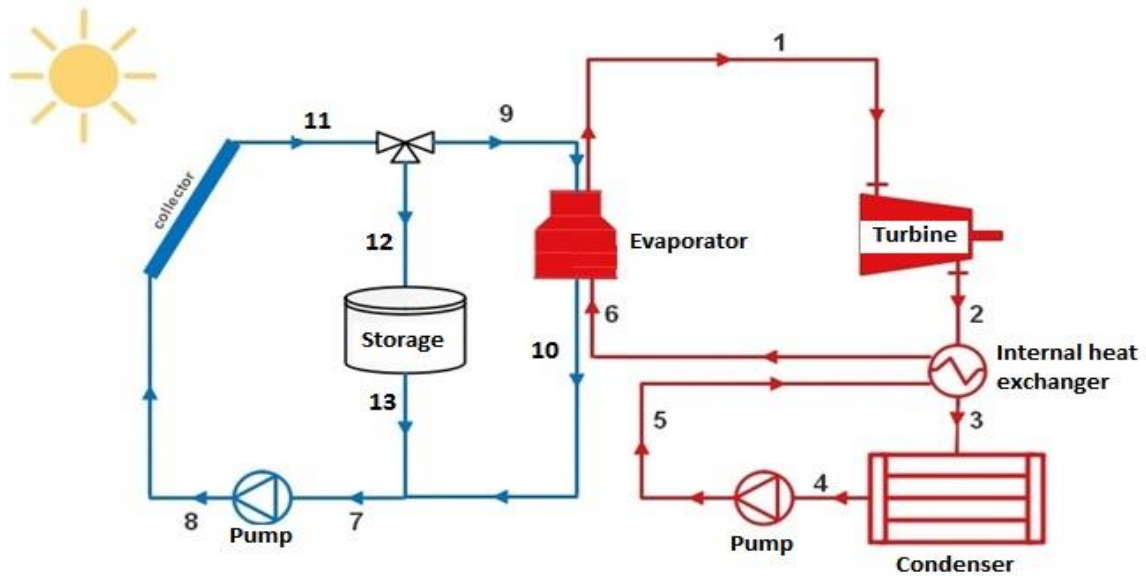 1
11
9
collector
12
Evaporator
Turbine
6
2
Storage
10
Internal heat
exchanger
13
5
3
4
8
7
Pump
Pump
Condenser